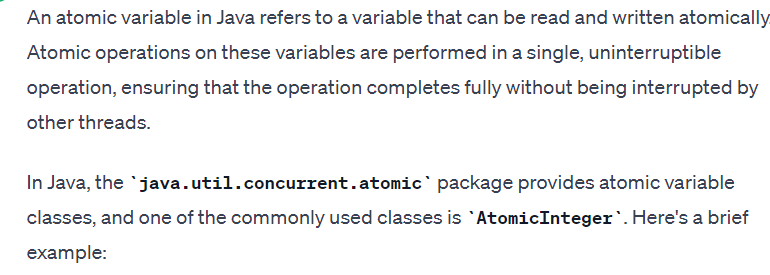 An atomic variable in Java refers to a variable that can be read and written atomically
Atomic operations on these variables are performed in a single, uninterruptible
operation, ensuring that the operation completes fully without being interrupted by
other threads.
In Java, the `java.util.concurrent.atomic` package provides atomic variable
classes, and one of the commonly used classes is `AtomicInteger`. Here's a brief
example: